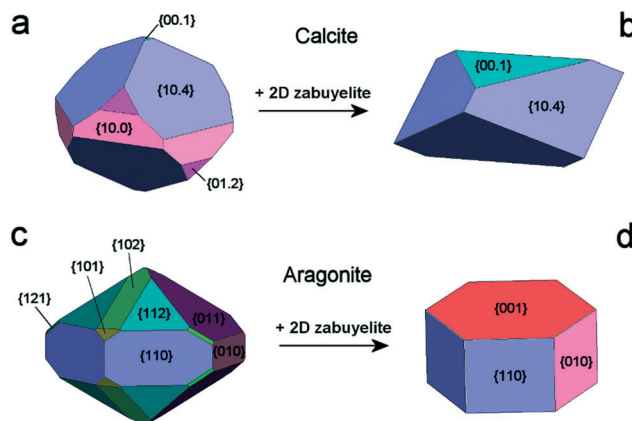 a
{00.1}
Calcite
b
{10.4}
+ 2D zabuyelite
{00.1}
{10.4}
{10.0}
{01.2}
c
{102}
{101}
Aragonite
d
{121}
{112}
{011}
+ 2D zabuyelite
{001}
{110}
{010}
{110}
{010}